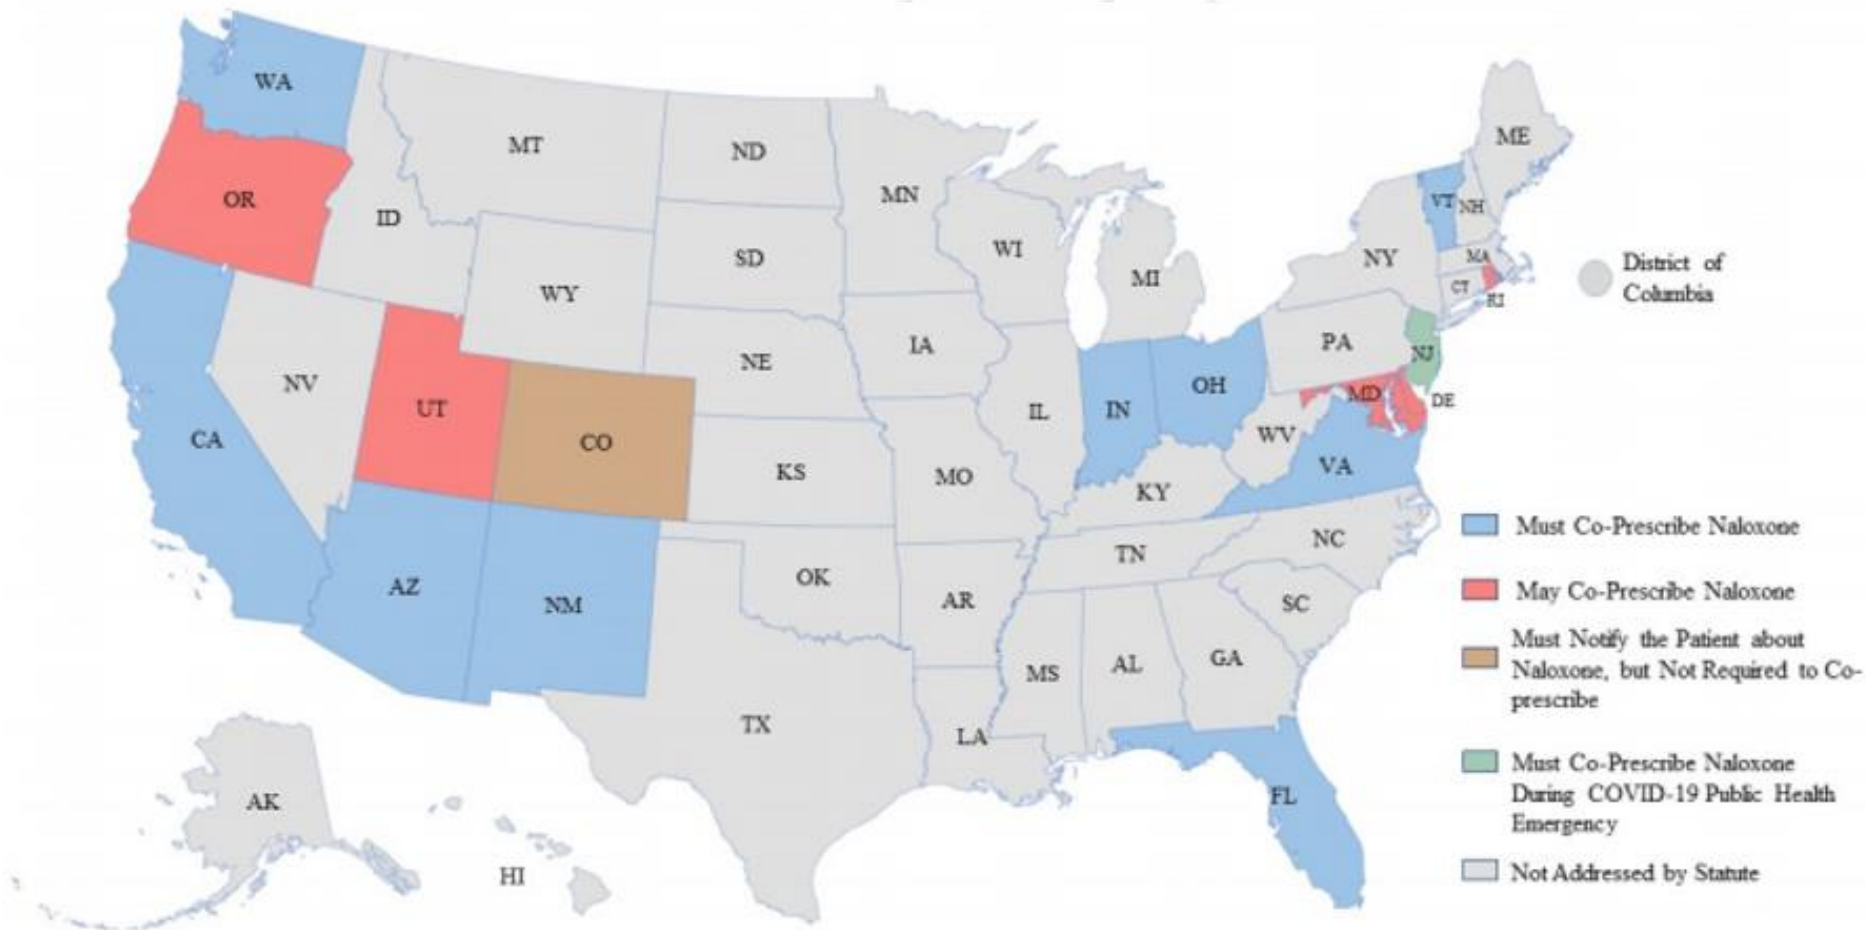 WA
MT
ND
ME
MN
OR
ID
VT
NH
SD
WI
NY
MA
MI
District of
Columbia
WY
CT
RI
IA
PA
NE
NJ
NV
OH
UT
IL
IN
MD
DE
CO
CA
WV
KS
VA
MO
KY
Must Co-Prescribe Naloxone
NC
TN
OK
AZ
May Co-Prescribe Naloxone
NM
AR
SC
Must Notify the Patient about
Naloxone, but Not Required to Co-
prescribe
GA
AL
MS
TX
LA
Must Co-Prescribe Naloxone
During COVID-19 Public Health
Emergency
FL
AK
HI
Not Addressed by Statute